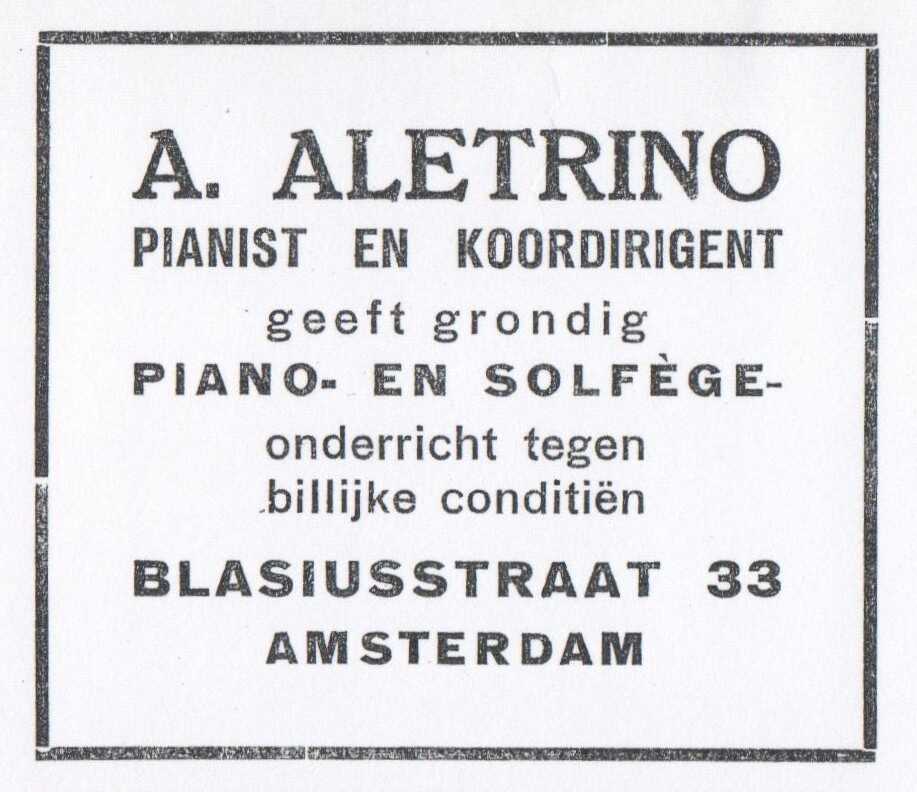 A. ALETRINO
PIANIST EN KOORDIRIGENT
geeft grondig
PIANO- EN SOLFÈGE-
onderricht tegen
billijke conditiën
BLASIUSSTRAAT 33
AMSTERDAM